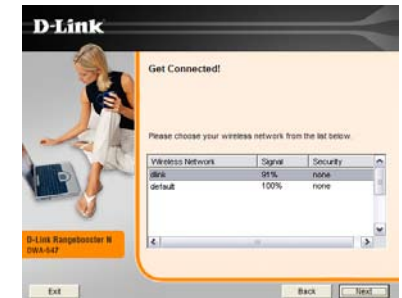 D-Link
Get Connected!
Please choose your wireless network from the list below.
Wireless Network Signal Security
dlink 91% none
default 100% none
D-Link Rangebooster N
DWA-547
Exit Back Next